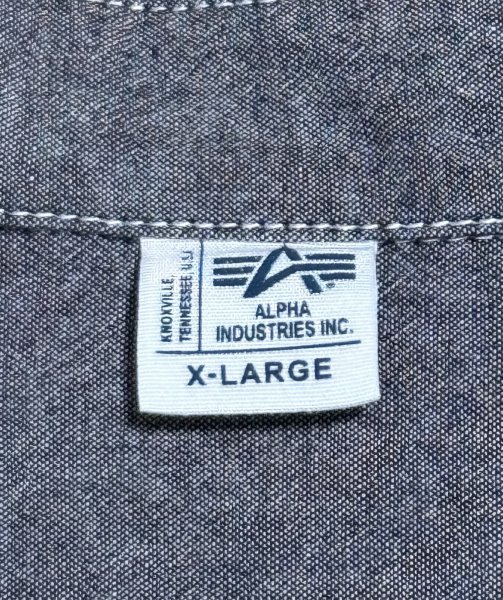 KNOXVILLE,
TENNESSEE, U.S.
ALPHA
INDUSTRIES INC.
X-LARGE